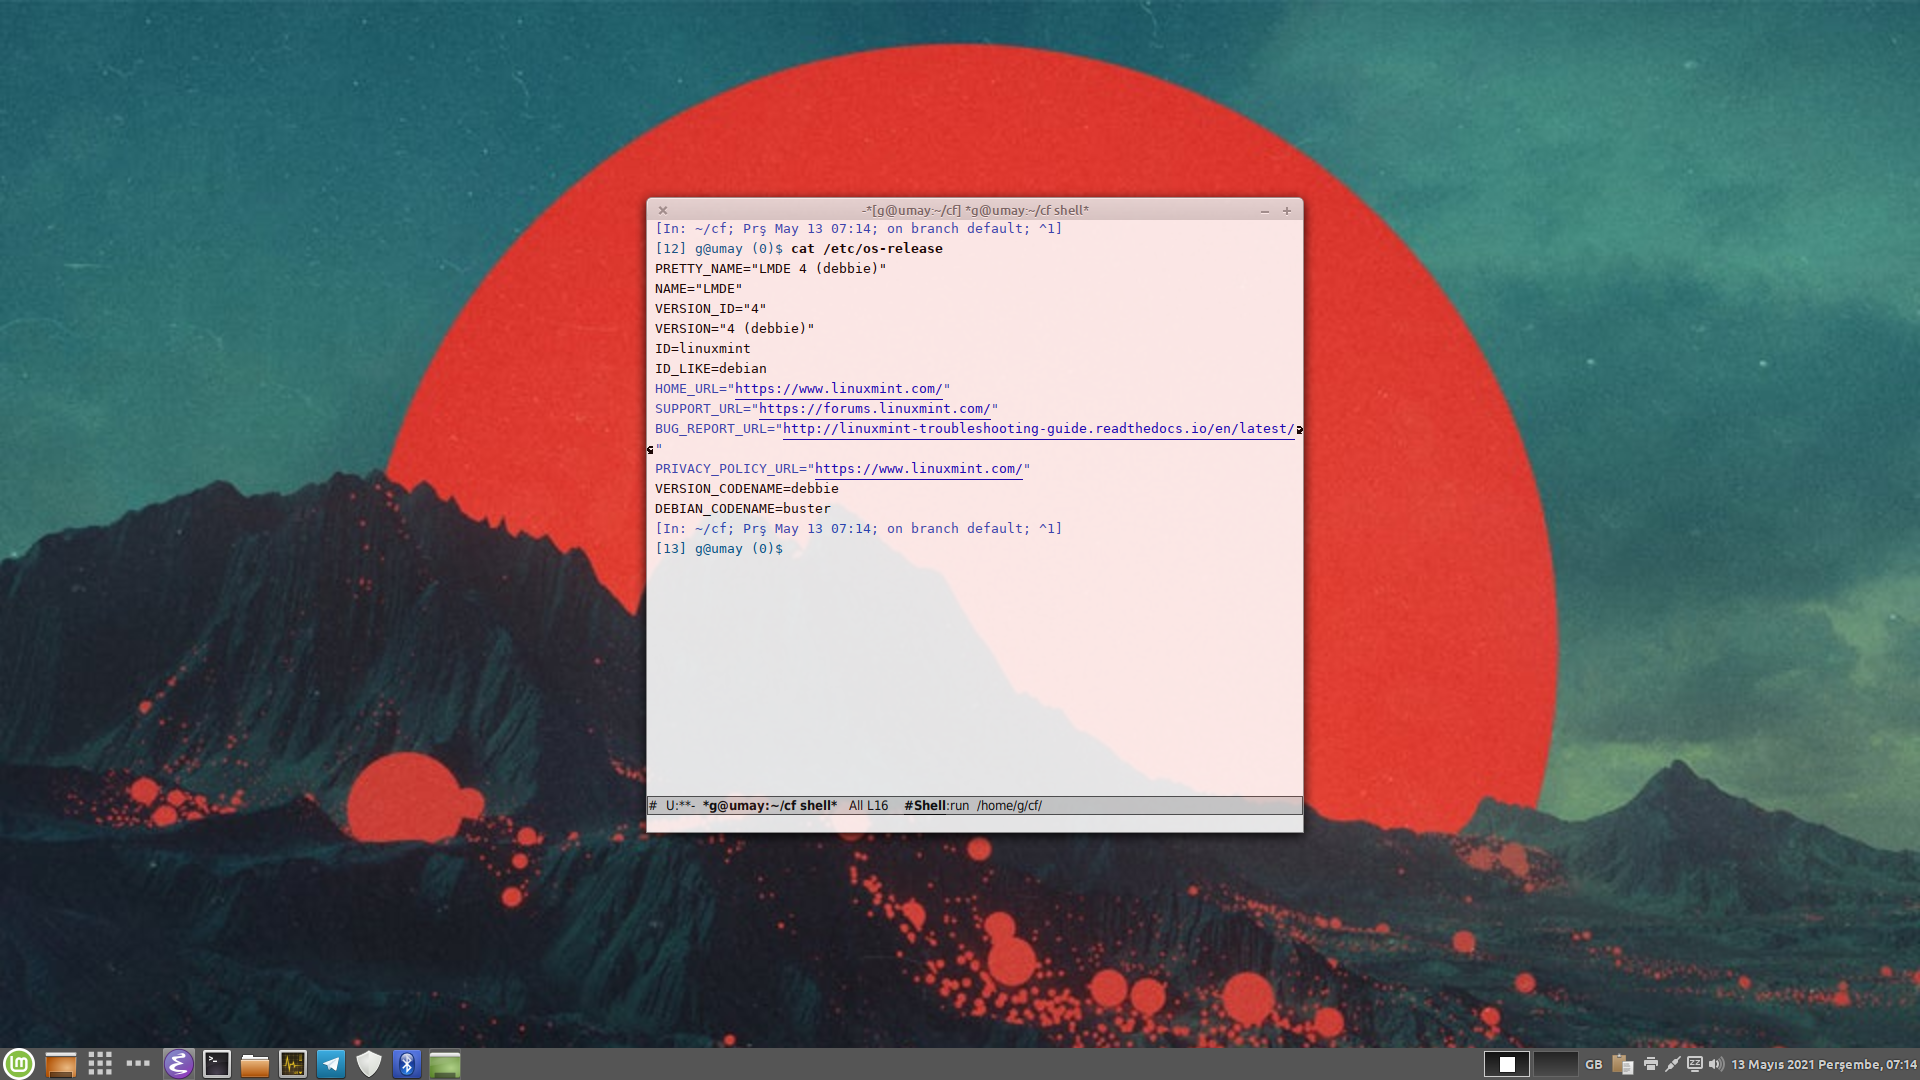 -*[g@umay:~/cf] *g@umay:~/cf shell*
[In: ~/cf; Prş May 13 07:14; on branch default; ^1]
[12] g@umay (0)$ cat /etc/os-release
PRETTY_NAME="LMDE 4 (debbie)"
NAME="LMDE"
VERSION_ID="4"
VERSION="4 (debbie)"
ID=linuxmint
ID_LIKE=debian
HOME_URL="https://www.linuxmint.com/"
SUPPORT_URL="https://forums.linuxmint.com/"
BUG_REPORT_URL="http://linuxmint-troubleshooting-guide.readthedocs.io/en/latest/
"
PRIVACY_POLICY_URL="https://www.linuxmint.com/"
VERSION_CODENAME=debbie
DEBIAN_CODENAME=buster
[In: ~/cf; Prş May 13 07:14; on branch default; ^1]
[13] g@umay (0)$
# U:**- *g@umay:~/cf shell* All L16 #Shell:run /home/g/cf/
GB 13 Mayıs 2021 Perşembe, 07:14